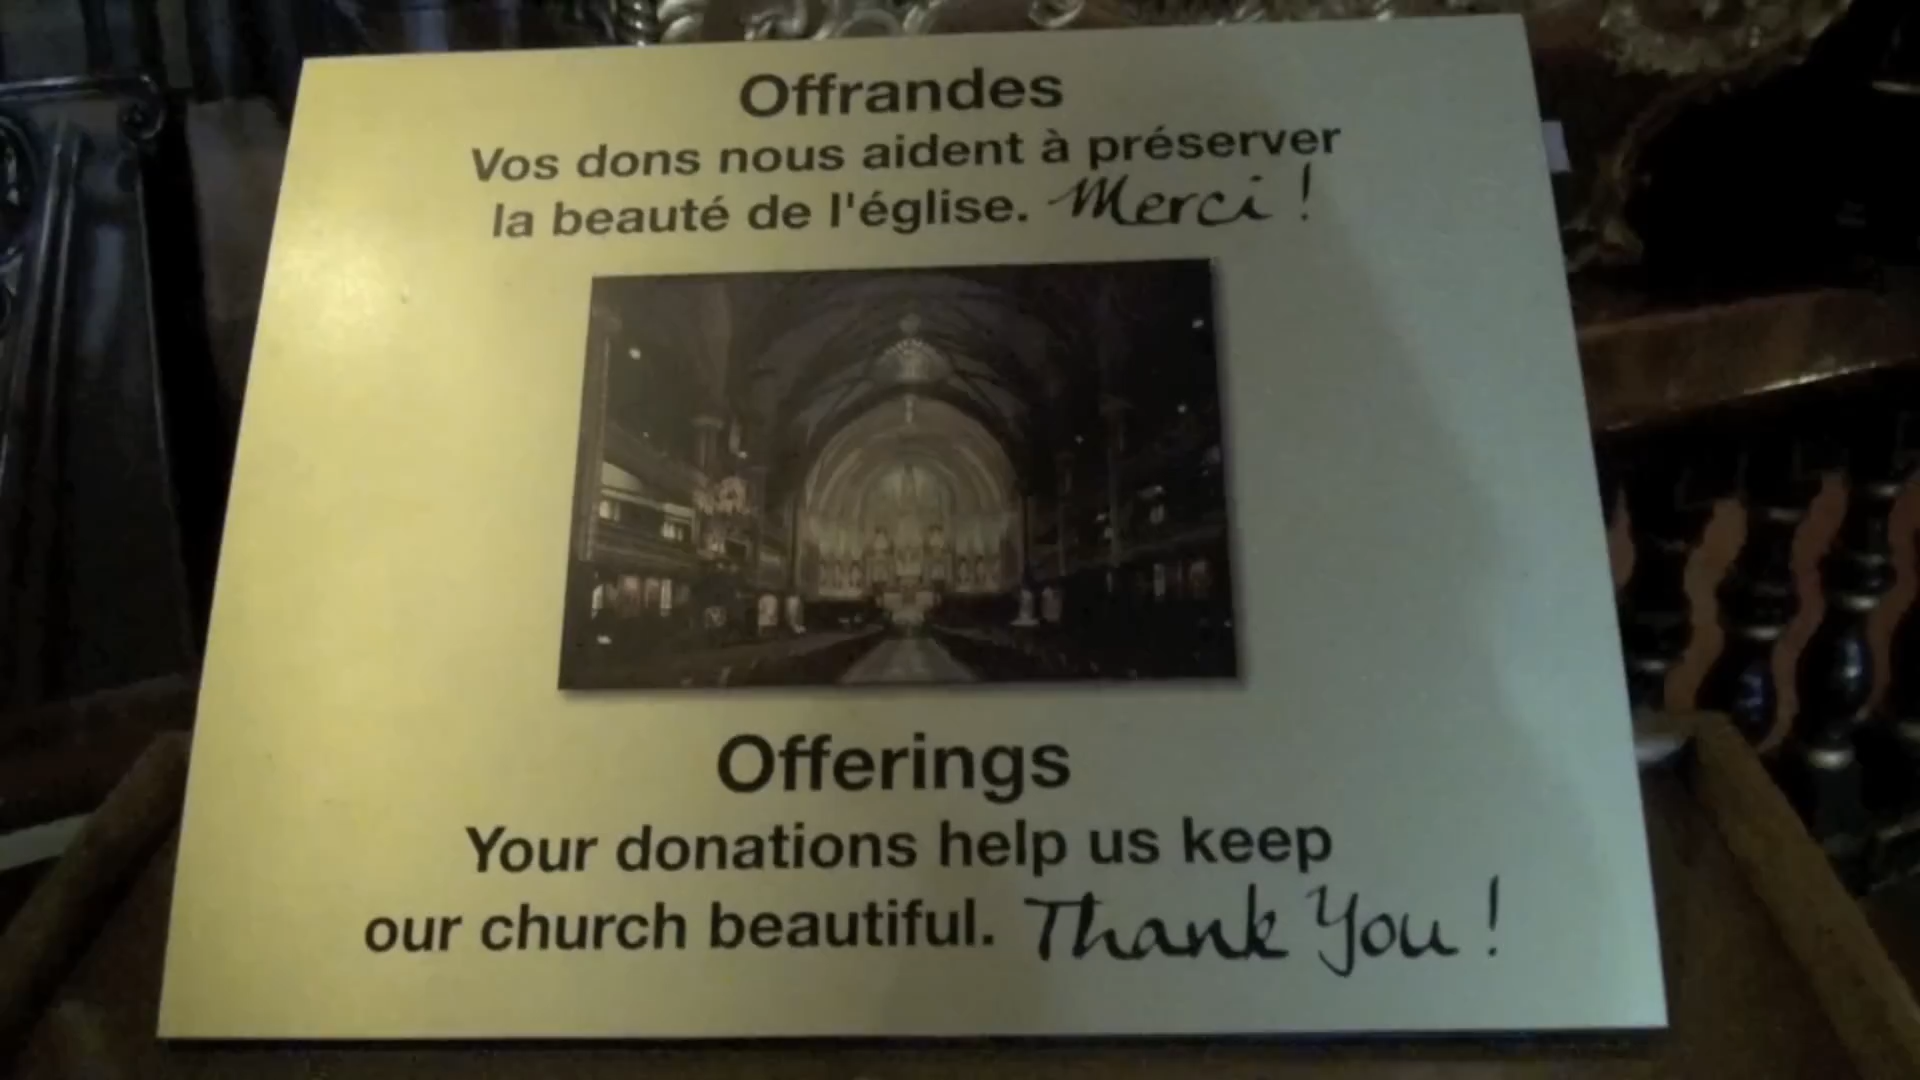 Offrandes
Vos dons nous aident à préserver
la beauté de l'église. Merci !
Offerings
Your donations help us keep
our church beautiful. Thank You !